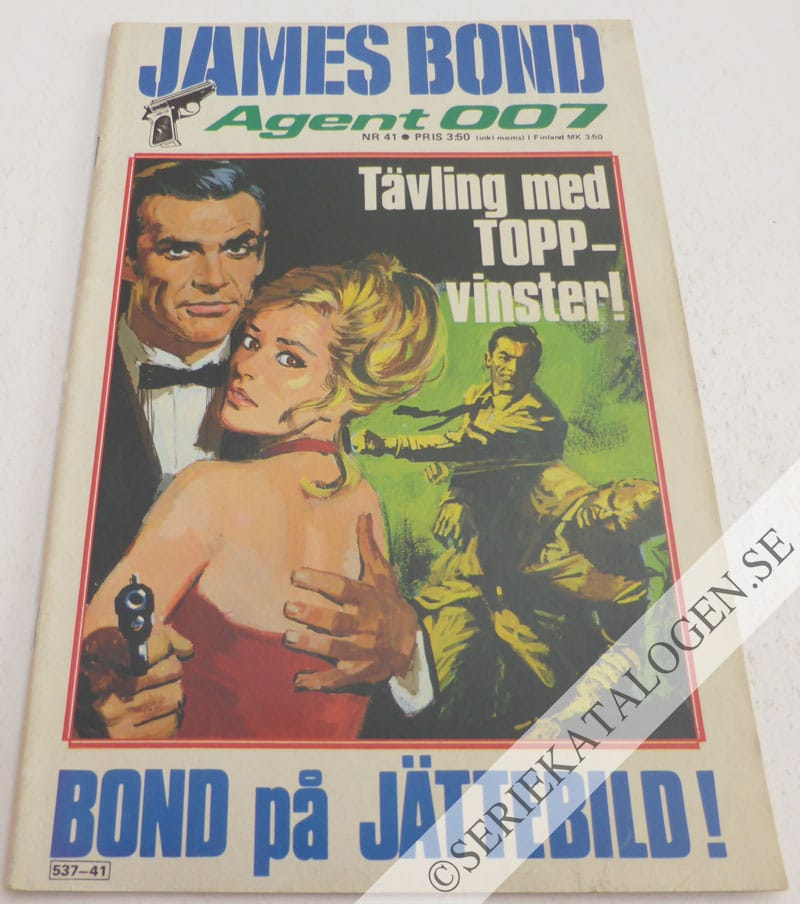 JAMES BOND
Agent 007
NR 41 ● PRIS 3:50 (inkl moms) I Finland MK 3:50
Tävling med
TOPP-
vinster!
BOND på JÄTTEBILD!
537-41
©SERIEKATALOGEN.SE